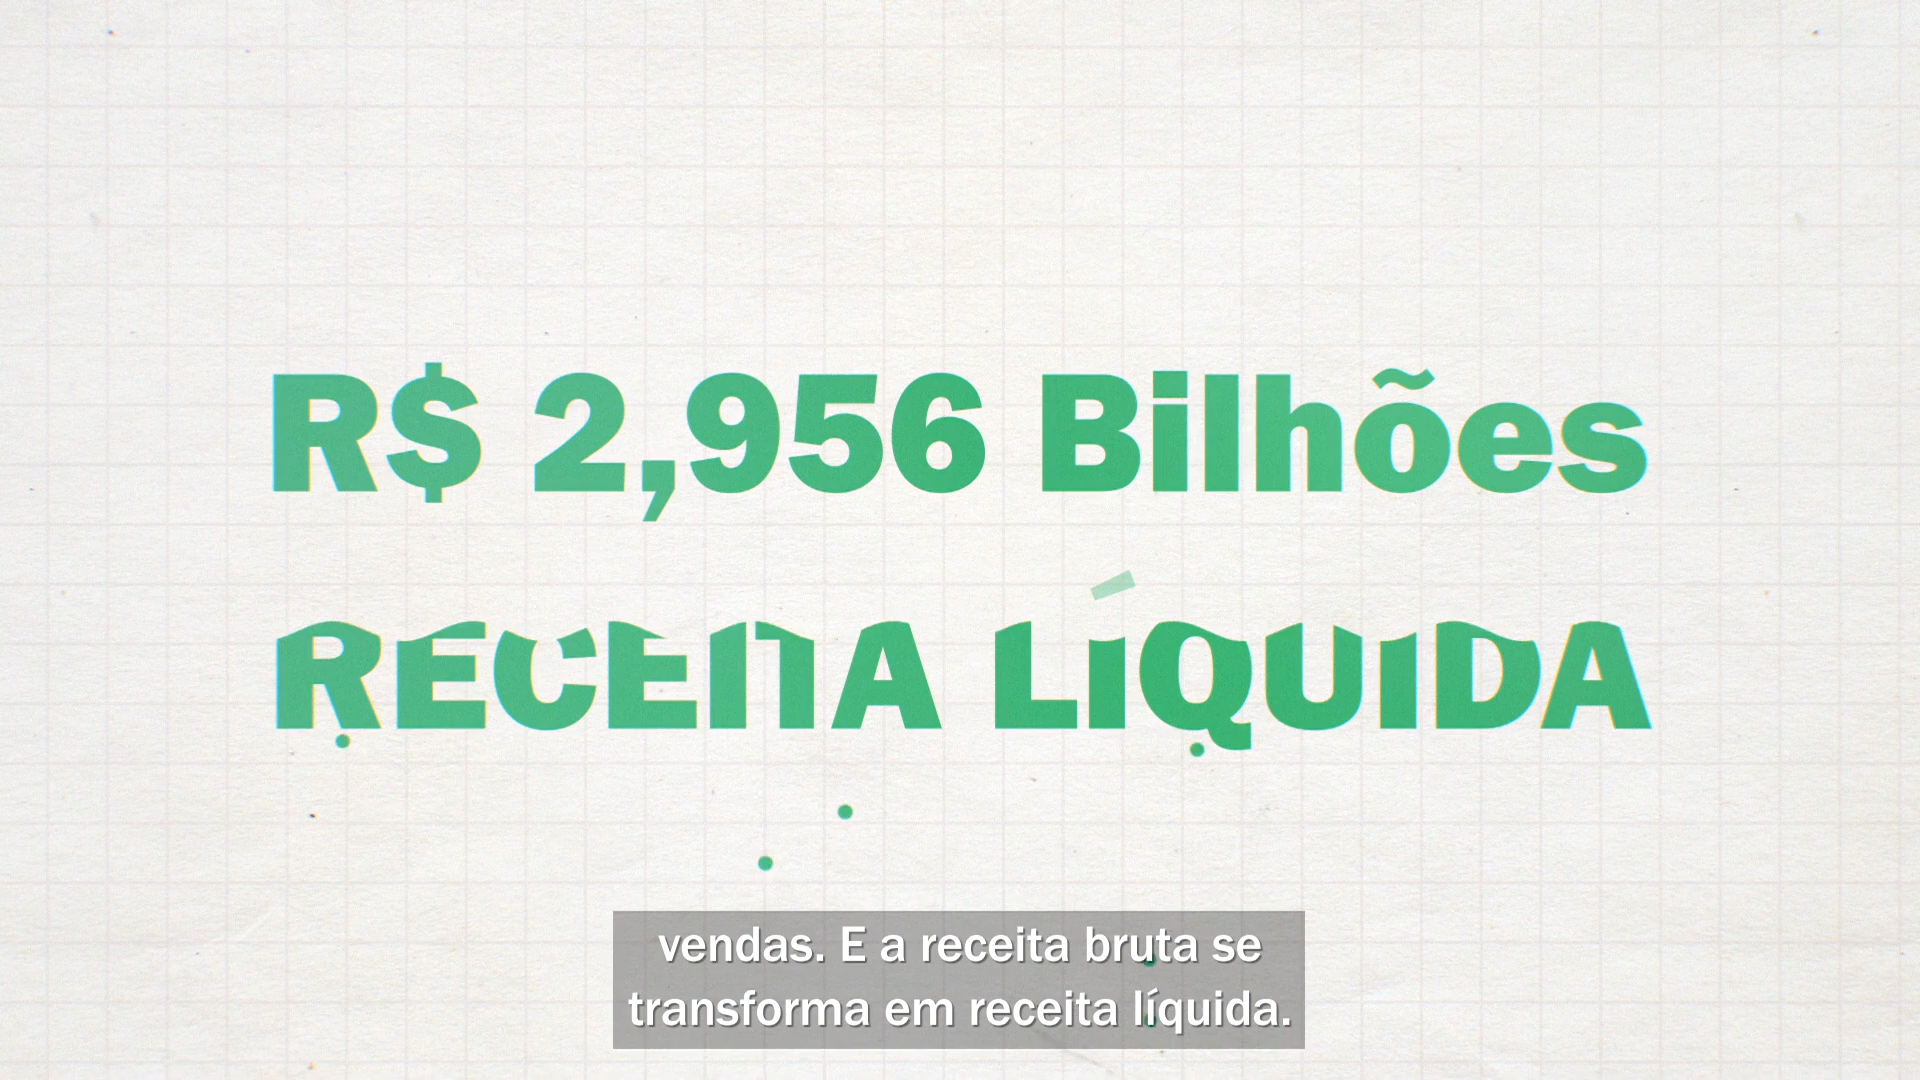 R$ 2,956 Bilhões
RECEITA LÍQUIDA
vendas. E a receita bruta se
transforma em receita líquida.